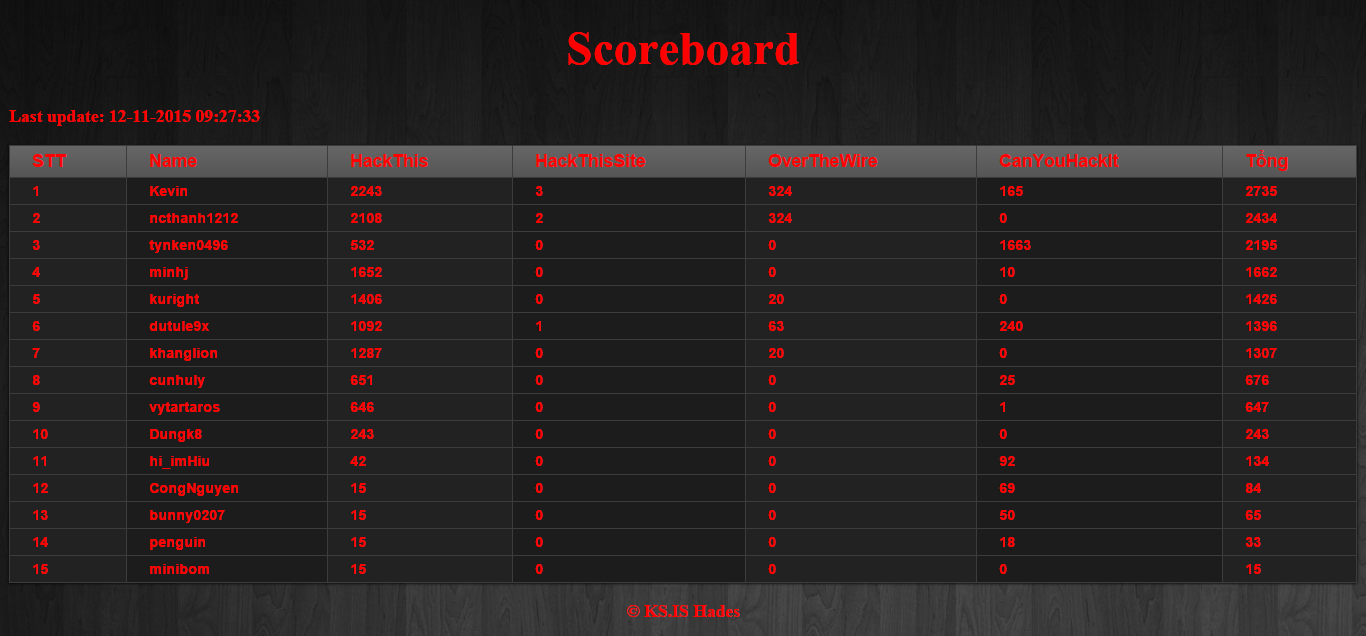 Scoreboard
Last update: 12-11-2015 09:27:33
STT Name HackThis HackThisSite OverTheWire CanYouHackIt Tổng
1 Kevin 2243 3 324 165 2735
2 ncthanh1212 2108 2 324 0 2434
3 tynken0496 532 0 0 1663 2195
4 minhj 1652 0 0 10 1662
5 kuright 1406 0 20 0 1426
6 dutule9x 1092 1 63 240 1396
7 khanglion 1287 0 20 0 1307
8 cunhuly 651 0 0 25 676
9 vytartaros 646 0 0 1 647
10 Dungk8 243 0 0 0 243
11 hi_imHiu 42 0 0 92 134
12 CongNguyen 15 0 0 69 84
13 bunny0207 15 0 0 50 65
14 penguin 15 0 0 18 33
15 minibom 15 0 0 0 15
© KS.IS Hades